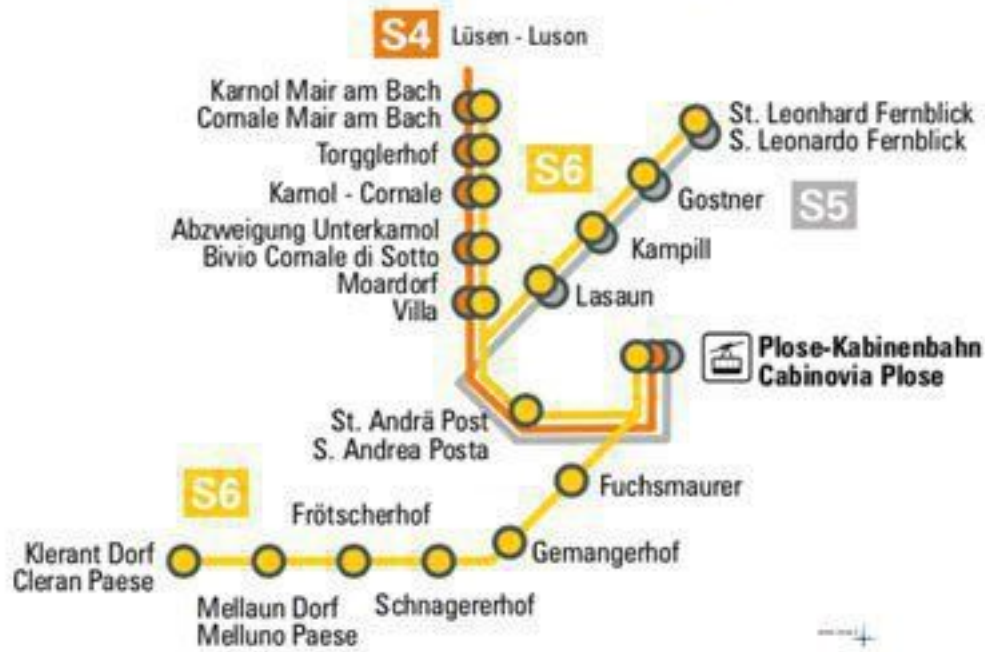 S4 Lüsen - Luson
Karnol Mair am Bach
Cornale Mair am Bach
Torgglerhof
Karnol - Cornale
Abzweigung Unterkarnol
Bivio Cornale di Sotto
Moardorf
Villa
S6
St. Leonhard Fernblick
S. Leonardo Fernblick
Gostner
S5
Kampill
Lasaun
Plose-Kabinenbahn
Cabinovia Plose
St. Andrä Post
S. Andrea Posta
S6
Fuchsmaurer
Frötscherhof
Gemangerhof
Klerant Dorf
Cleran Paese
Mellaun Dorf
Melluno Paese
Schnagererhof